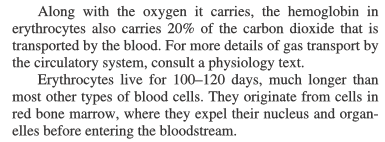 Along with the oxygen it carries, the hemoglobin in
erythrocytes also carries 20% of the carbon dioxide that is
transported by the blood. For more details of gas transport by
the circulatory system, consult a physiology text.
Erythrocytes live for 100–120 days, much longer than
most other types of blood cells. They originate from cells in
red bone marrow, where they expel their nucleus and organ-
elles before entering the bloodstream.